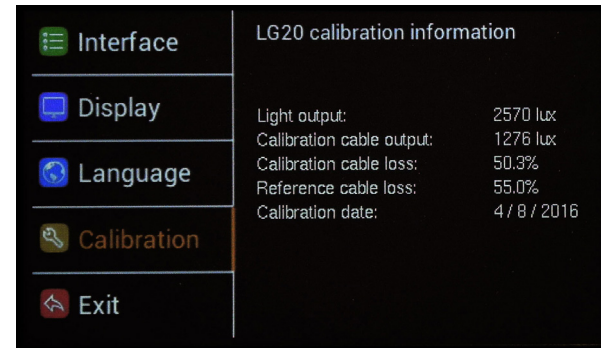 Interface
Display
Language
Calibration
Exit
LG20 calibration information
Light output: 2570 lux
Calibration cable output: 1276 lux
Calibration cable loss: 50.3%
Reference cable loss: 55.0%
Calibration date: 4 / 8 / 2016